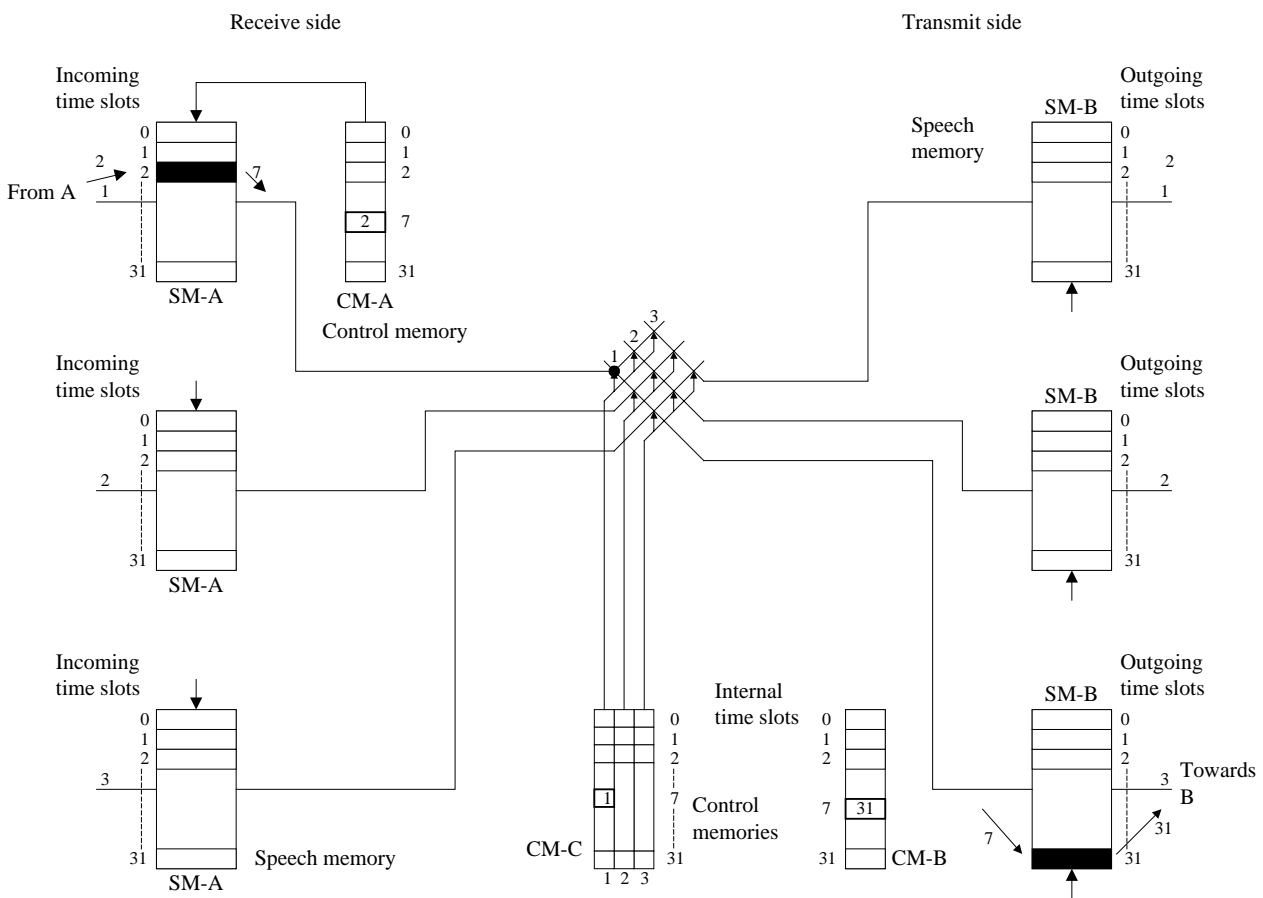 Receive side
Transmit side
Incoming
time slots
0
1
2
31
2
From A
1
7
SM-A
0
1
2
2
7
31
CM-A
Control memory
Speech
memory
SM-B
Outgoing
time slots
0
1
2
31
2
1
Incoming
time slots
0
1
2
31
2
SM-A
1
2
3
SM-B
Outgoing
time slots
0
1
2
31
2
Incoming
time slots
0
1
2
31
3
SM-A
Speech memory
0
1
2
1
7
31
CM-C
1 2 3
Control
memories
Internal
time slots
0
1
2
7
31
31
CM-B
SM-B
Outgoing
time slots
0
1
2
31
3
Towards
B
7
31